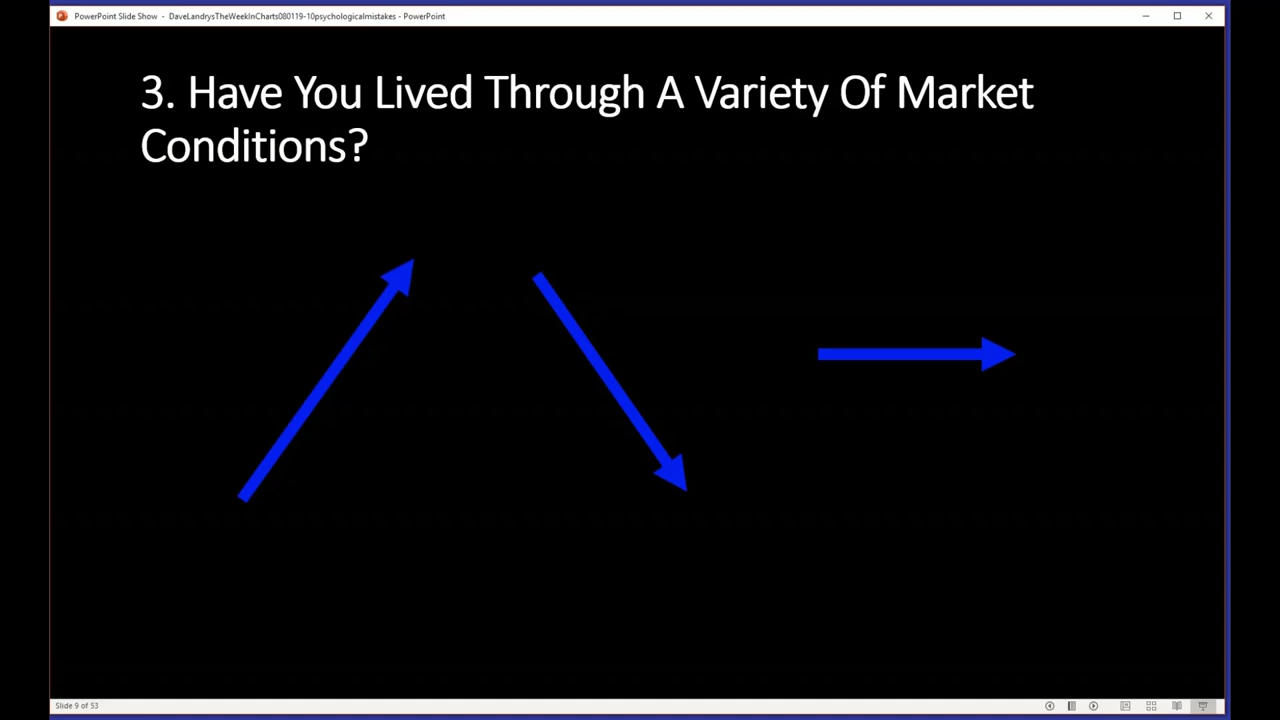 PowerPoint Slide Show - DaveLandrysTheWeekInCharts080119-10psychologicalmistakes - PowerPoint
3. Have You Lived Through A Variety Of Market
Conditions?
Slide 9 of 53